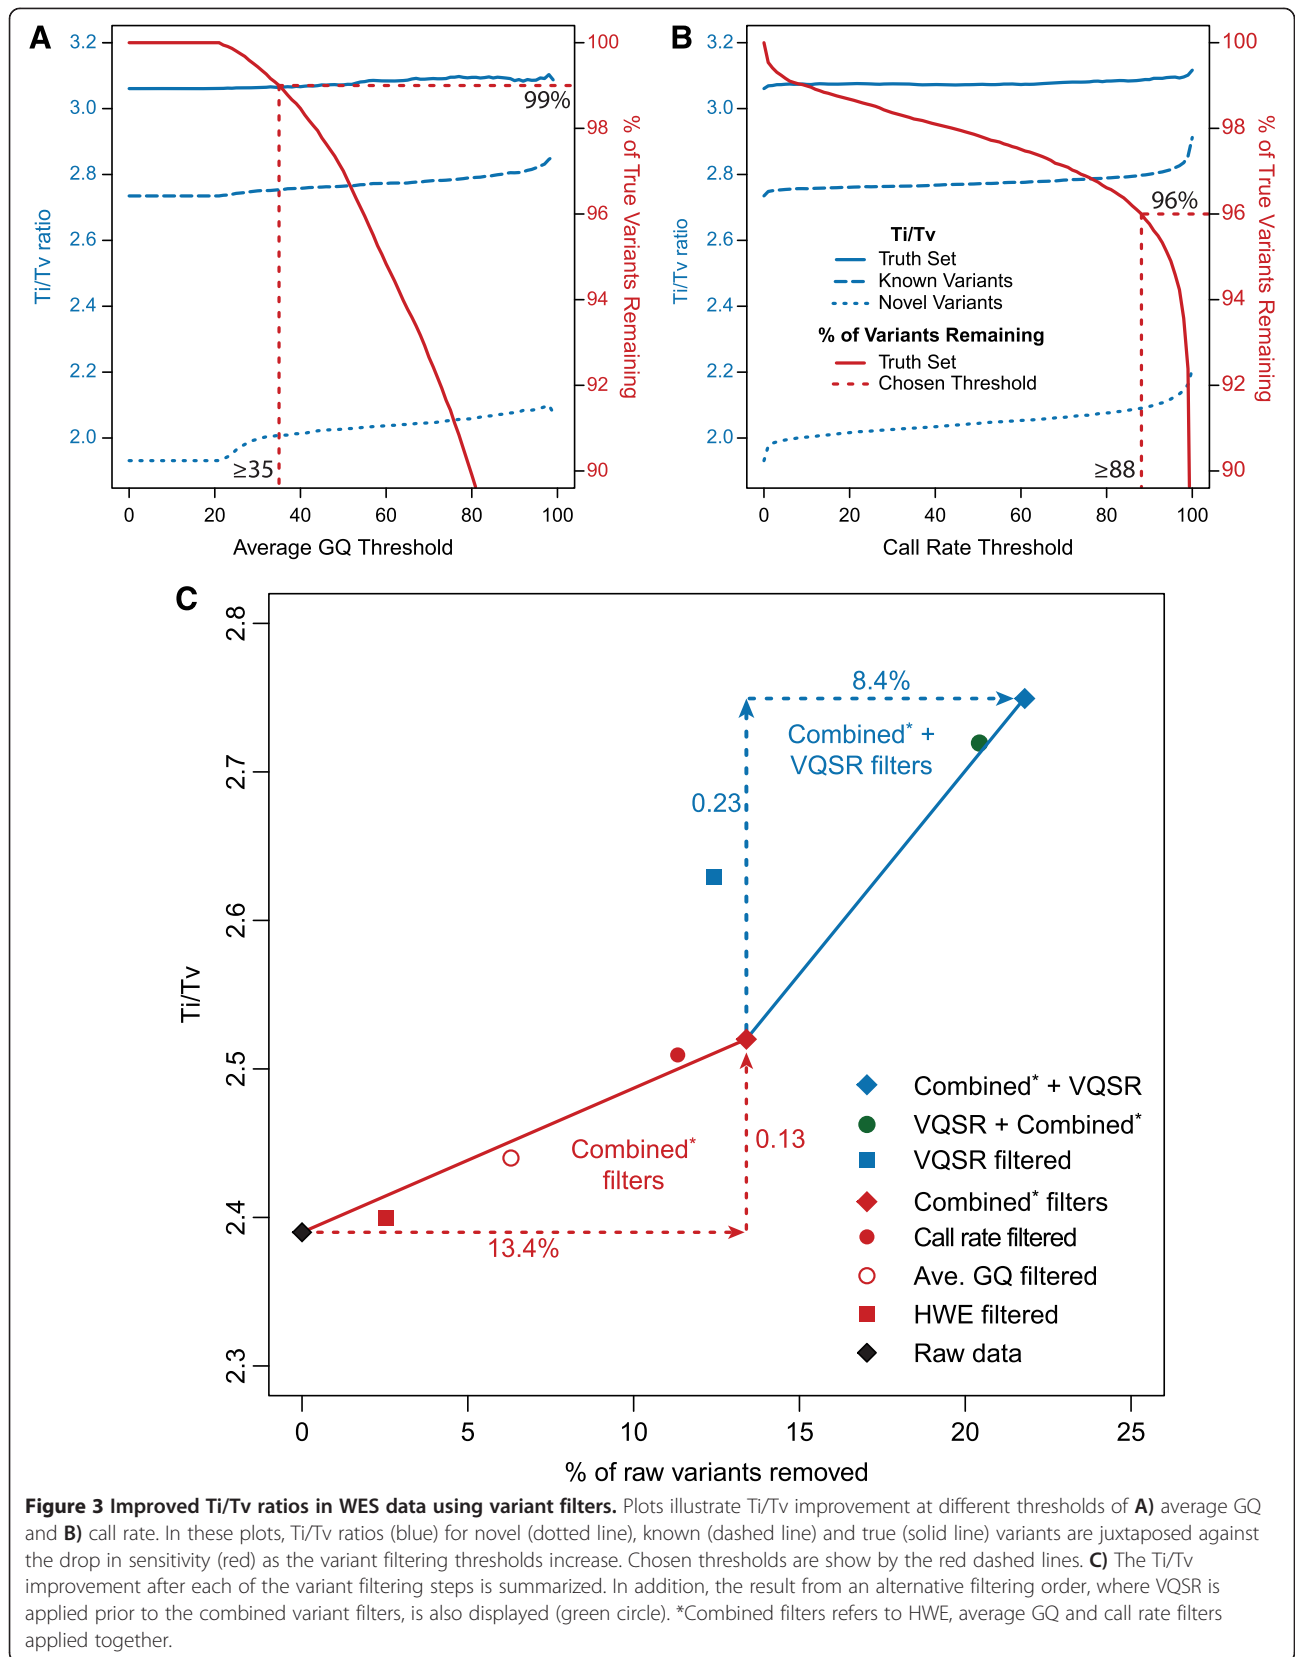 A
3.2
3.0
2.8
2.6
2.4
2.2
2.0
Ti/Tv ratio
100
98
96
94
92
90
% of True Variants Remaining
99%
≥35
0 20 40 60 80 100
Average GQ Threshold
B
3.2
3.0
2.8
2.6
2.4
2.2
2.0
Ti/Tv ratio
100
98
96
94
92
90
% of True Variants Remaining
96%
Ti/Tv
Truth Set
Known Variants
Novel Variants
% of Variants Remaining
Truth Set
Chosen Threshold
≥88
0 20 40 60 80 100
Call Rate Threshold
C
2.8
2.7
2.6
2.5
2.4
2.3
Ti/Tv
8.4%
Combined* +
VQSR filters
0.23
0.13
Combined*
filters
13.4%
Combined* + VQSR
VQSR + Combined*
VQSR filtered
Combined* filters
Call rate filtered
Ave. GQ filtered
HWE filtered
Raw data
0 5 10 15 20 25
% of raw variants removed
Figure 3 Improved Ti/Tv ratios in WES data using variant filters. Plots illustrate Ti/Tv improvement at different thresholds of A) average GQ
and B) call rate. In these plots, Ti/Tv ratios (blue) for novel (dotted line), known (dashed line) and true (solid line) variants are juxtaposed against
the drop in sensitivity (red) as the variant filtering thresholds increase. Chosen thresholds are show by the red dashed lines. C) The Ti/Tv
improvement after each of the variant filtering steps is summarized. In addition, the result from an alternative filtering order, where VQSR is
applied prior to the combined variant filters, is also displayed (green circle). *Combined filters refers to HWE, average GQ and call rate filters
applied together.